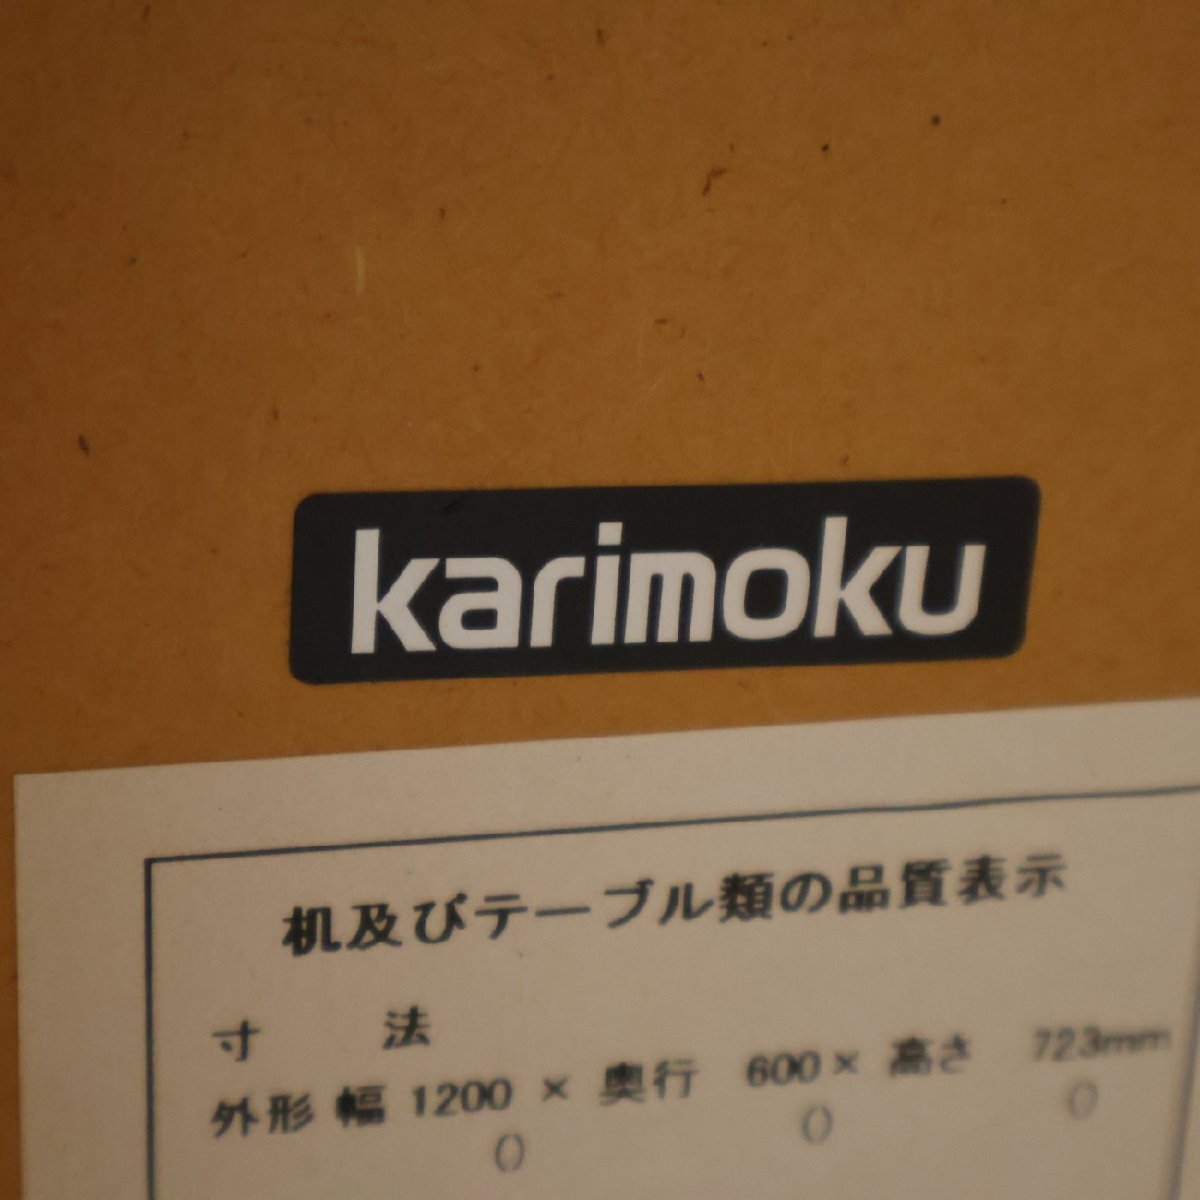 karimoku
机及びテーブル類の品質表示
寸 法
外形 幅 1200 × 奥行 600 × 高さ 723mm
() () ()